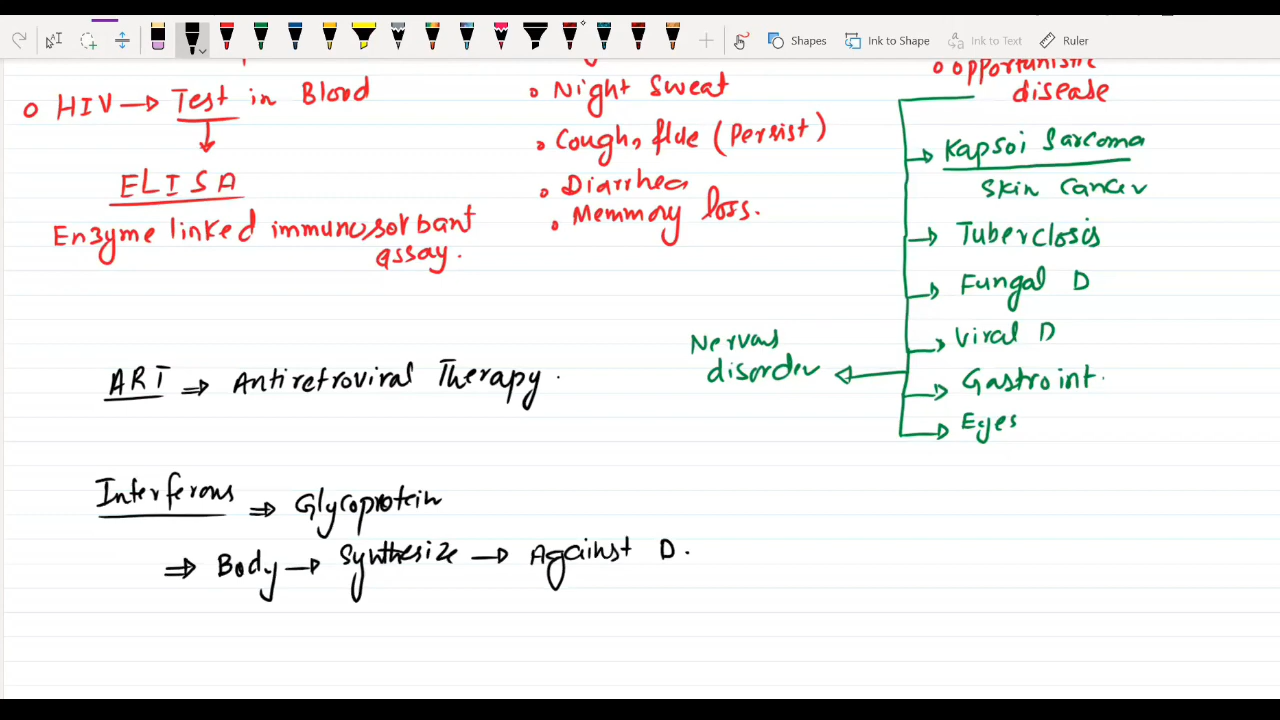 Shapes
Ink to Shape
Ink to Text
Ruler
o HIV → Test in Blood
ELISA
Enzyme linked immunosorbant
assay.
• Night Sweat
• Cough, flue (Persist)
• Diarrhea
• Memmory loss.
o opportunistic
disease
Kapsoi Sarcoma
Skin Cancer
Tuberclosis
Fungal D
Viral D
Gastroint.
Eyes
Nervous
disorder
ART ⇒ Antiretroviral Therapy.
Interferons ⇒ Glycoprotein
⇒ Body → Synthesize → Against D.